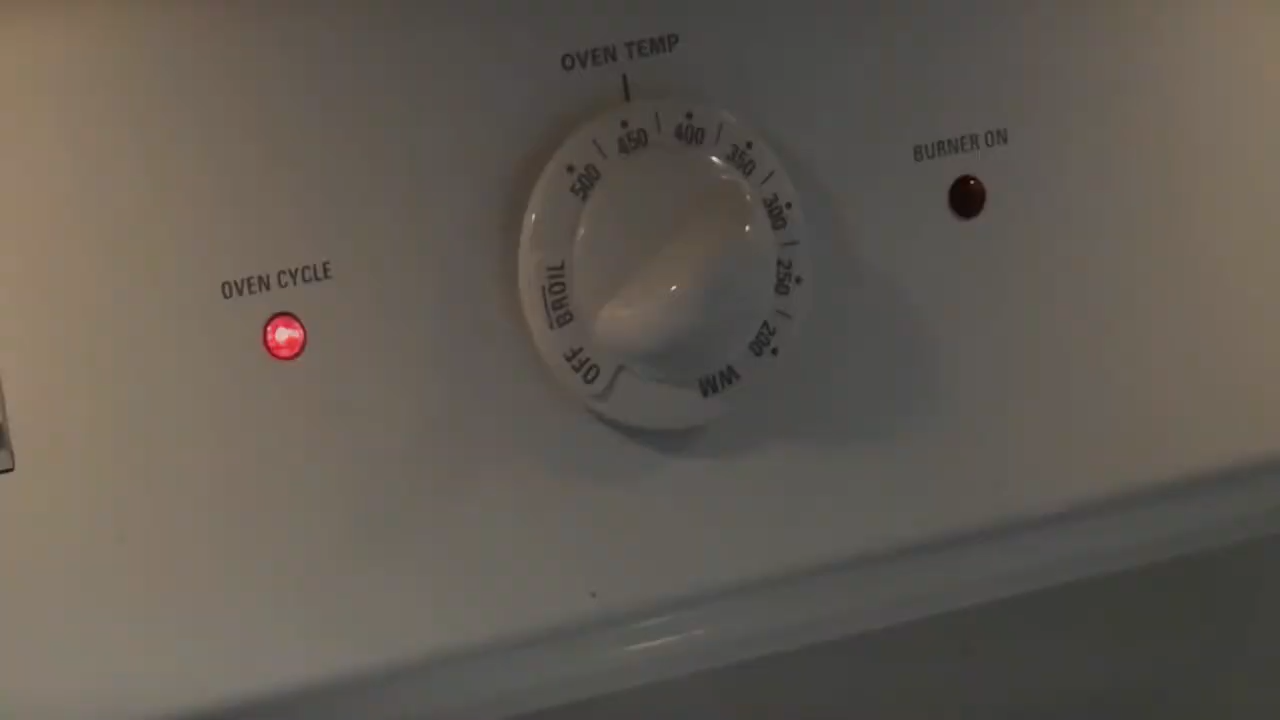 OVEN TEMP
BURNER ON
OVEN CYCLE
500
450
400
350
300
250
200
WM
OFF
BROIL